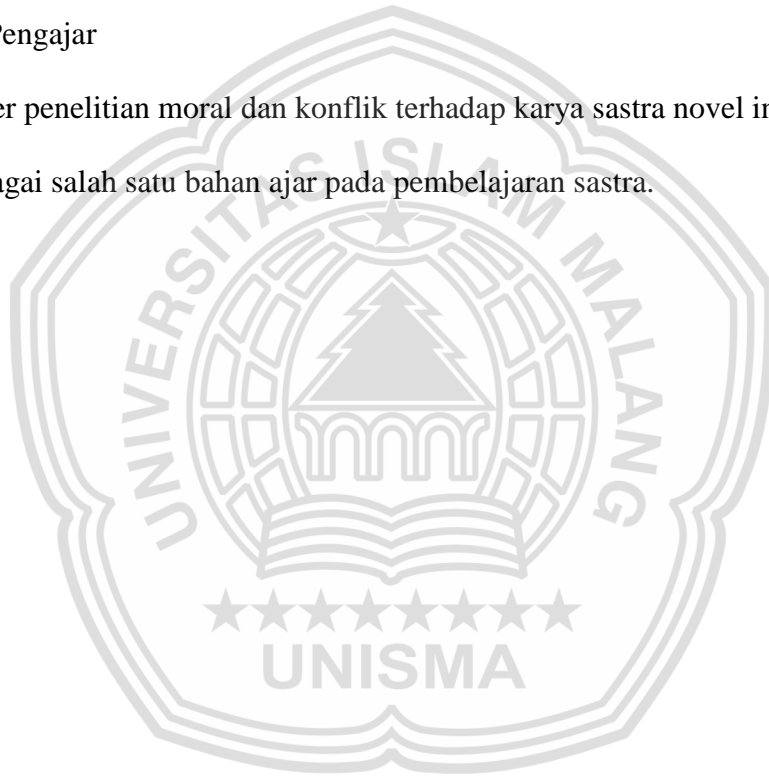 Pengajar
er penelitian moral dan konflik terhadap karya sastra novel in
agai salah satu bahan ajar pada pembelajaran sastra.
UNIVERSITAS ISLAM MALANG
UNISMA